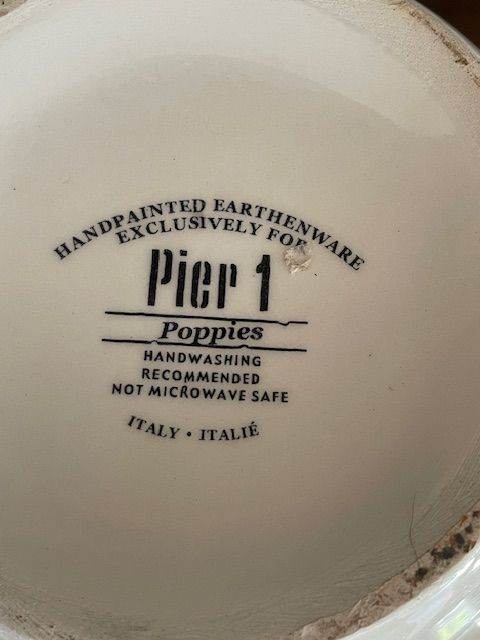 HANDPAINTED EARTHENWARE
EXCLUSIVELY FOR
Pier 1
Poppies
HANDWASHING
RECOMMENDED
NOT MICROWAVE SAFE
ITALY • ITALIÉ